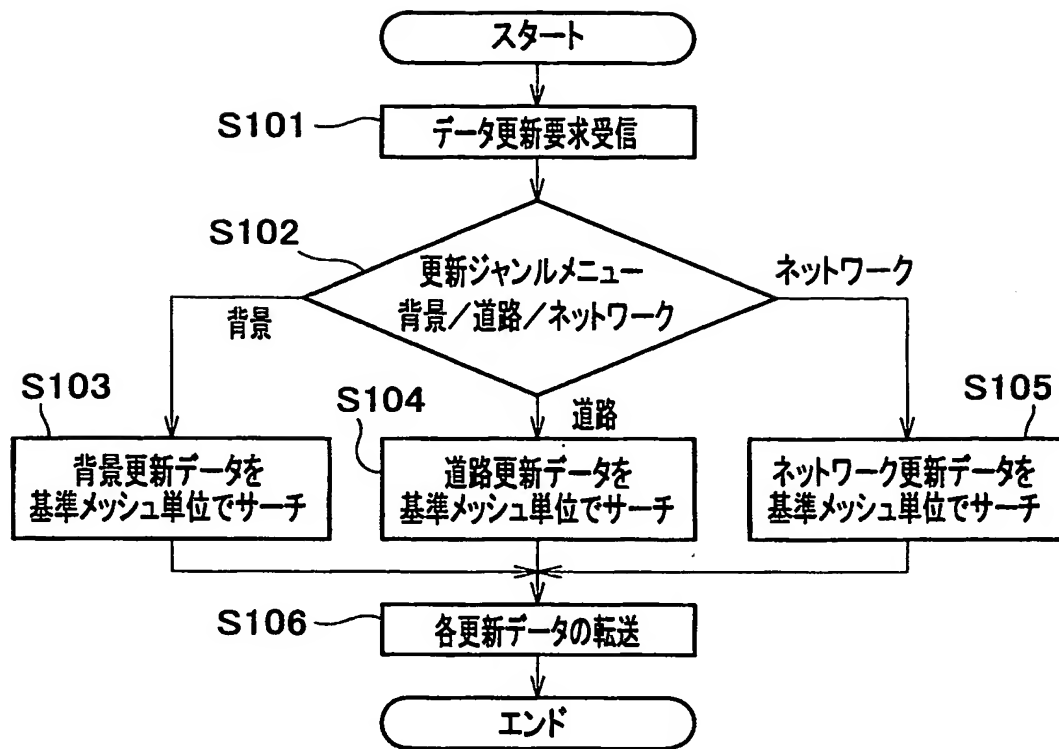 スタート
S101
データ更新要求受信
S102
更新ジャンルメニュー
背景／道路／ネットワーク
背景
ネットワーク
道路
S103
背景更新データを
基準メッシュ単位でサーチ
S104
道路更新データを
基準メッシュ単位でサーチ
S105
ネットワーク更新データを
基準メッシュ単位でサーチ
S106
各更新データの転送
エンド